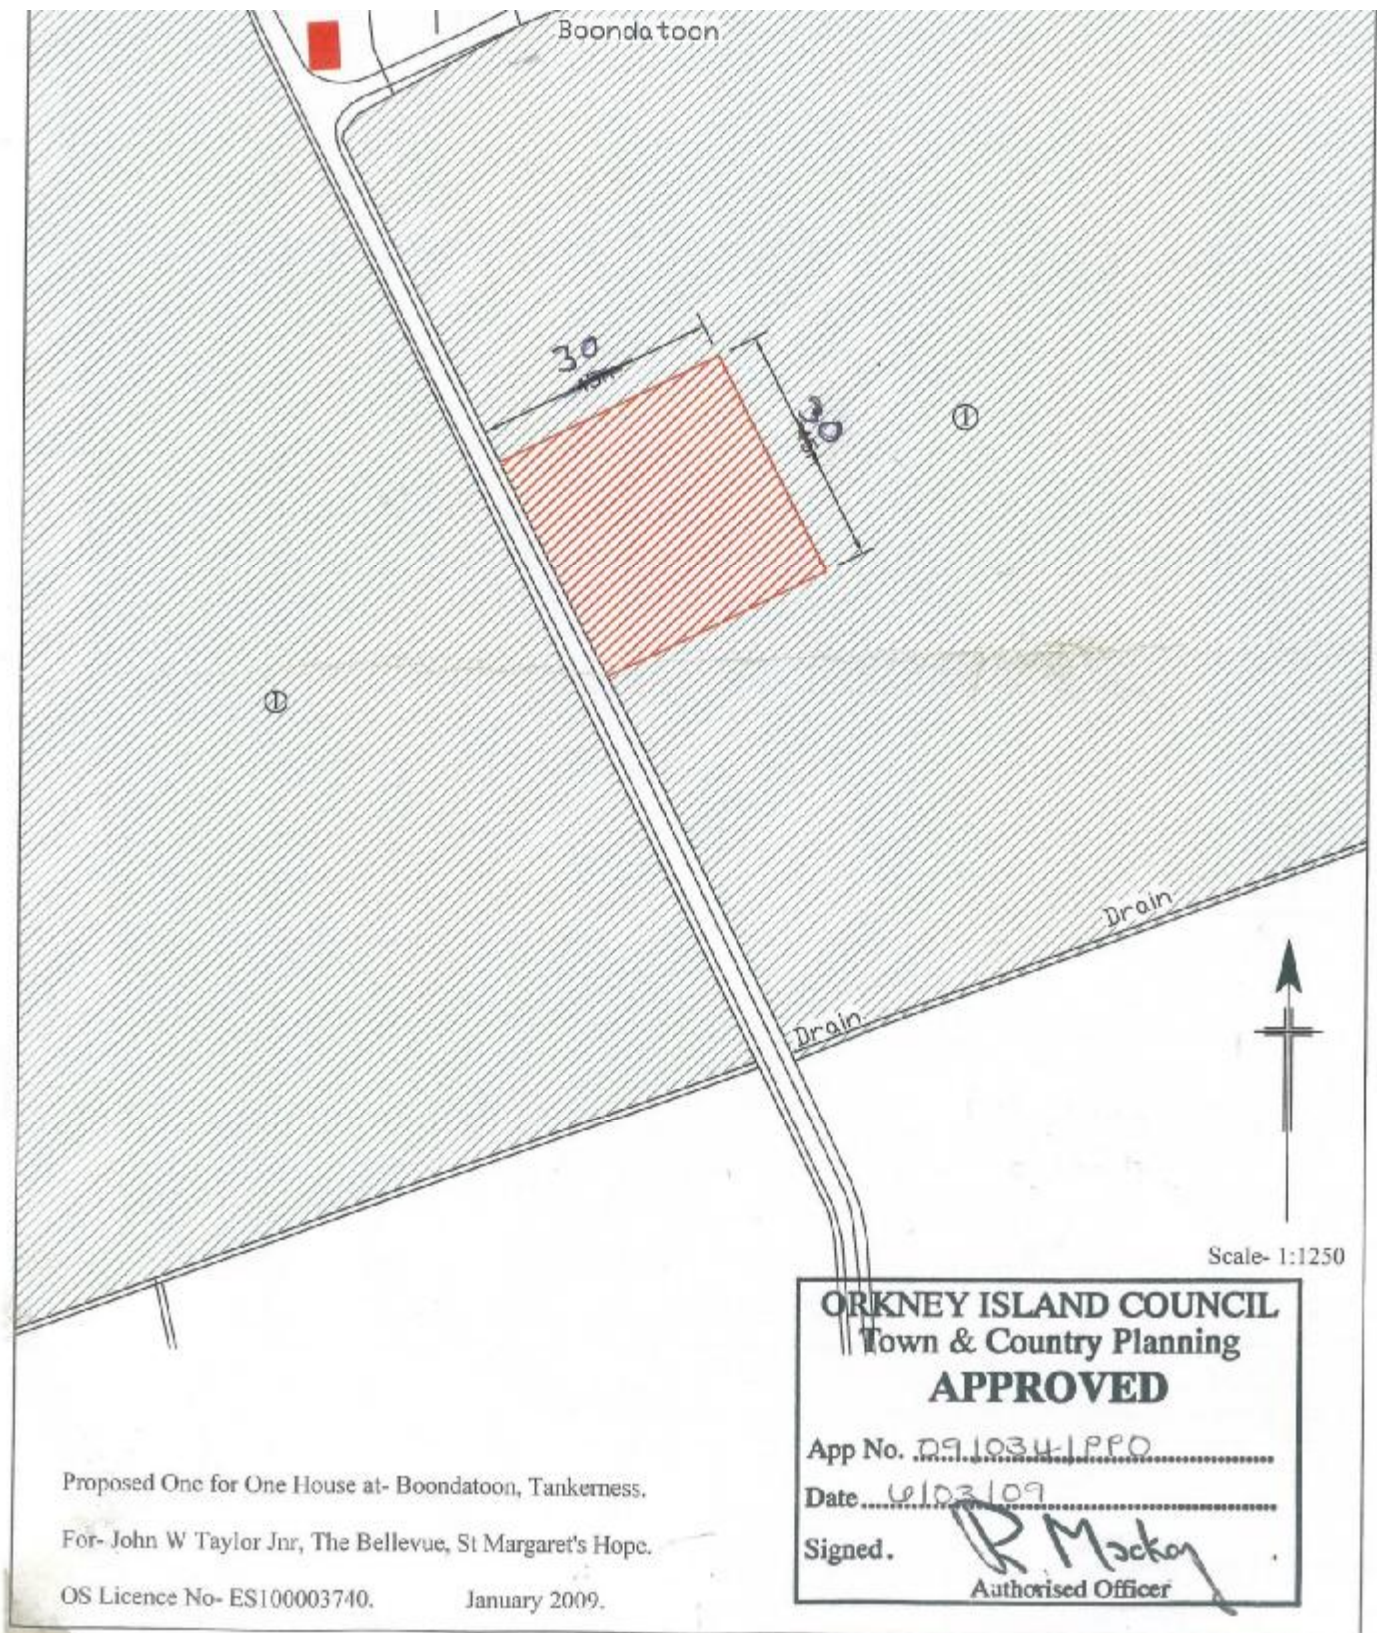 Boondatoon
30
30
①
①
Drain
Drain
Scale- 1:1250
ORKNEY ISLAND COUNCIL
Town & Country Planning
APPROVED
App No. 09/034/PPO
Date 6/03/09
Signed. R Mackay
Authorised Officer
Proposed One for One House at- Boondatoon, Tankerness.
For- John W Taylor Jnr, The Bellevue, St Margaret's Hope.
OS Licence No- ES100003740. January 2009.